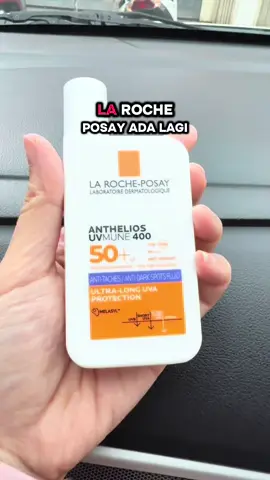 LA ROCHE
POSAY ADA LAGI
LA ROCHE-POSAY
LABORATOIRE DERMATOLOGIQUE
ANTHELIOS
UVMUNE 400
50+
ANTI-TACHES / ANTI-DARK SPOTS FLUID
ULTRA-LONG UVA
PROTECTION
MELASYL